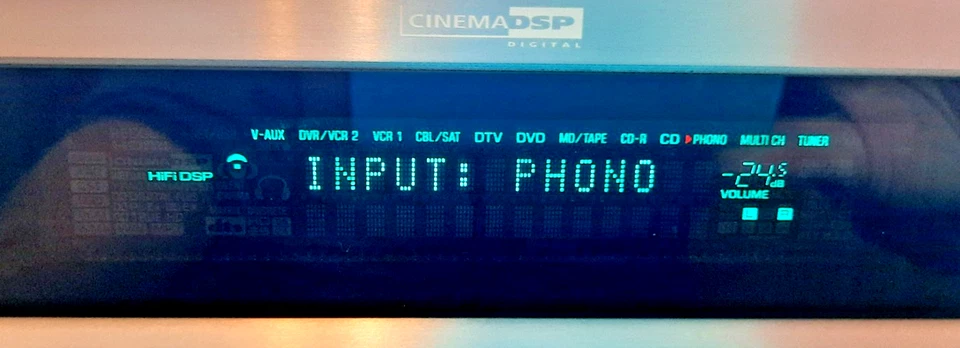 CINEMA DSP
DIGITAL
V-AUX DVR/VCR 2 VCR 1 CBL/SAT DTV DVD MD/TAPE CD-R CD PHONO MULTI CH TUNER
HiFi DSP INPUT: PHONO -24.5 dB
VOLUME
L R